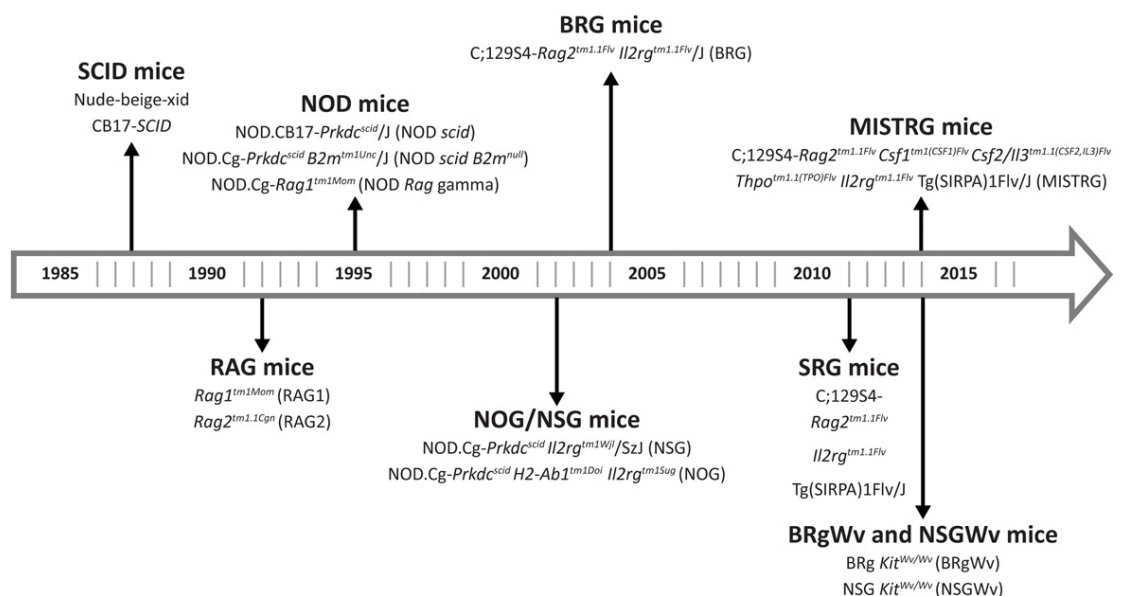 BRG mice
C;129S4-Rag2tm1.1Flv Il2rgtm1.1Flv/J (BRG)
SCID mice
Nude-beige-xid
CB17-SCID
NOD mice
NOD.CB17-Prkdcscid/J (NOD scid)
NOD.Cg-Prkdcscid B2mtm1Unc/J (NOD scid B2mnull)
NOD.Cg-Rag1tm1Mom (NOD Rag gamma)
MISTRG mice
C;129S4-Rag2tm1.1Flv Csf1tm1(CSF1)Flv Csf2/Il3tm1.1(CSF2,IL3)Flv
Thpotm1.1(TPO)Flv Il2rgtm1.1Flv Tg(SIRPA)1Flv/J (MISTRG)
1985 1990 1995 2000 2005 2010 2015
RAG mice
Rag1tm1Mom (RAG1)
Rag2tm1.1Cgn (RAG2)
NOG/NSG mice
NOD.Cg-Prkdcscid Il2rgtm1Wjl/SzJ (NSG)
NOD.Cg-Prkdcscid H2-Ab1tm1Doi Il2rgtm1Sug (NOG)
SRG mice
C;129S4-
Rag2tm1.1Flv
Il2rgtm1.1Flv
Tg(SIRPA)1Flv/J
BRgWv and NSGWv mice
BRg KitWv/Wv (BRgWv)
NSG KitWv/Wv (NSGWv)